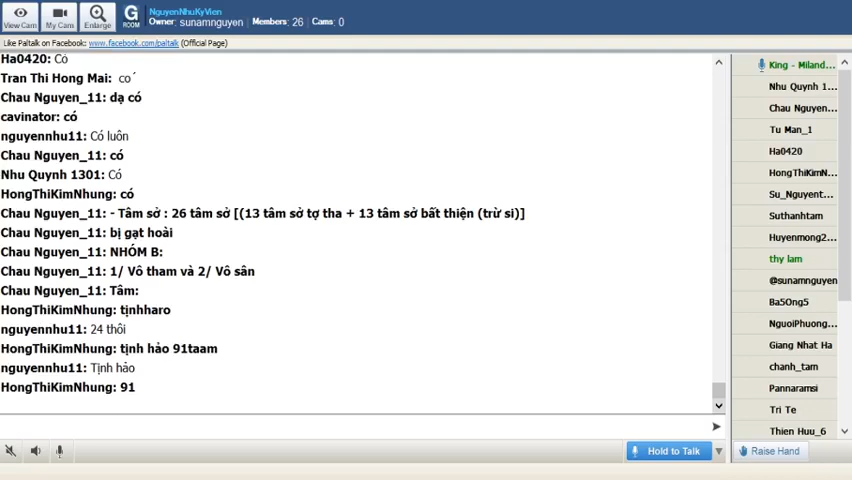 NguyenNhuKyVien
G
ROOM
Owner: sunamnguyen Members: 26 Cams: 0
View Cam My Cam Enlarge
Like Paltalk on Facebook: www.facebook.com/paltalk (Official Page)
Ha0420: Có
Tran Thi Hong Mai: co´
Chau Nguyen_11: dạ có
cavinator: có
nguyennhu11: Có luôn
Chau Nguyen_11: có
Nhu Quynh 1301: Có
HongThiKimNhung: có
Chau Nguyen_11: - Tâm sở : 26 tâm sở [(13 tâm sở tợ tha + 13 tâm sở bất thiện (trừ si)]
Chau Nguyen_11: bị gạt hoài
Chau Nguyen_11: NHÓM B:
Chau Nguyen_11: 1/ Vô tham và 2/ Vô sân
Chau Nguyen_11: Tâm:
HongThiKimNhung: tịnhharo
nguyennhu11: 24 thôi
HongThiKimNhung: tịnh hảo 91taam
nguyennhu11: Tịnh hảo
HongThiKimNhung: 91
King - Miland...
Nhu Quynh 1...
Chau Nguyen...
Tu Man_1
Ha0420
HongThiKimN...
Su_Nguyent...
Suthanhtam
Huyenmong2...
thy lam
@sunamnguyen
Ba5Ong5
NguoiPhuong...
Giang Nhat Ha
chanh_tam
Pannaramsi
Tri Te
Thien Huu_6
Hold to Talk
Raise Hand